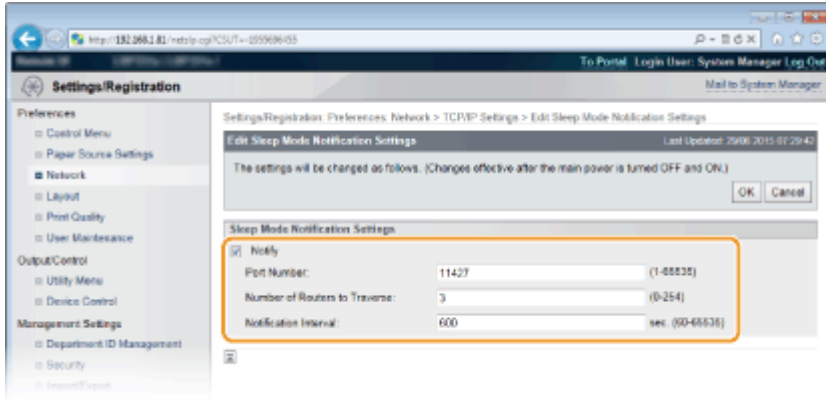 http://192.168.1.81/netslp.cgi?CSUT=-1999696455
To Portal Login User: System Manager Log Out
Settings/Registration
Mail to System Manager
Preferences
Control Menu
Paper Source Settings
Network
Layout
Print Quality
User Maintenance
Output/Control
Utility Menu
Device Control
Management Settings
Department ID Management
Security
Import/Export
Settings/Registration: Preferences: Network > TCP/IP Settings > Edit Sleep Mode Notification Settings
Edit Sleep Mode Notification Settings
Last Updated: 29/06 2015 07:29:42
The settings will be changed as follows. (Changes effective after the main power is turned OFF and ON.)
OK Cancel
Sleep Mode Notification Settings
Notify
Port Number: 11427 (1-65535)
Number of Routers to Traverse: 3 (0-254)
Notification Interval: 600 sec. (60-65535)